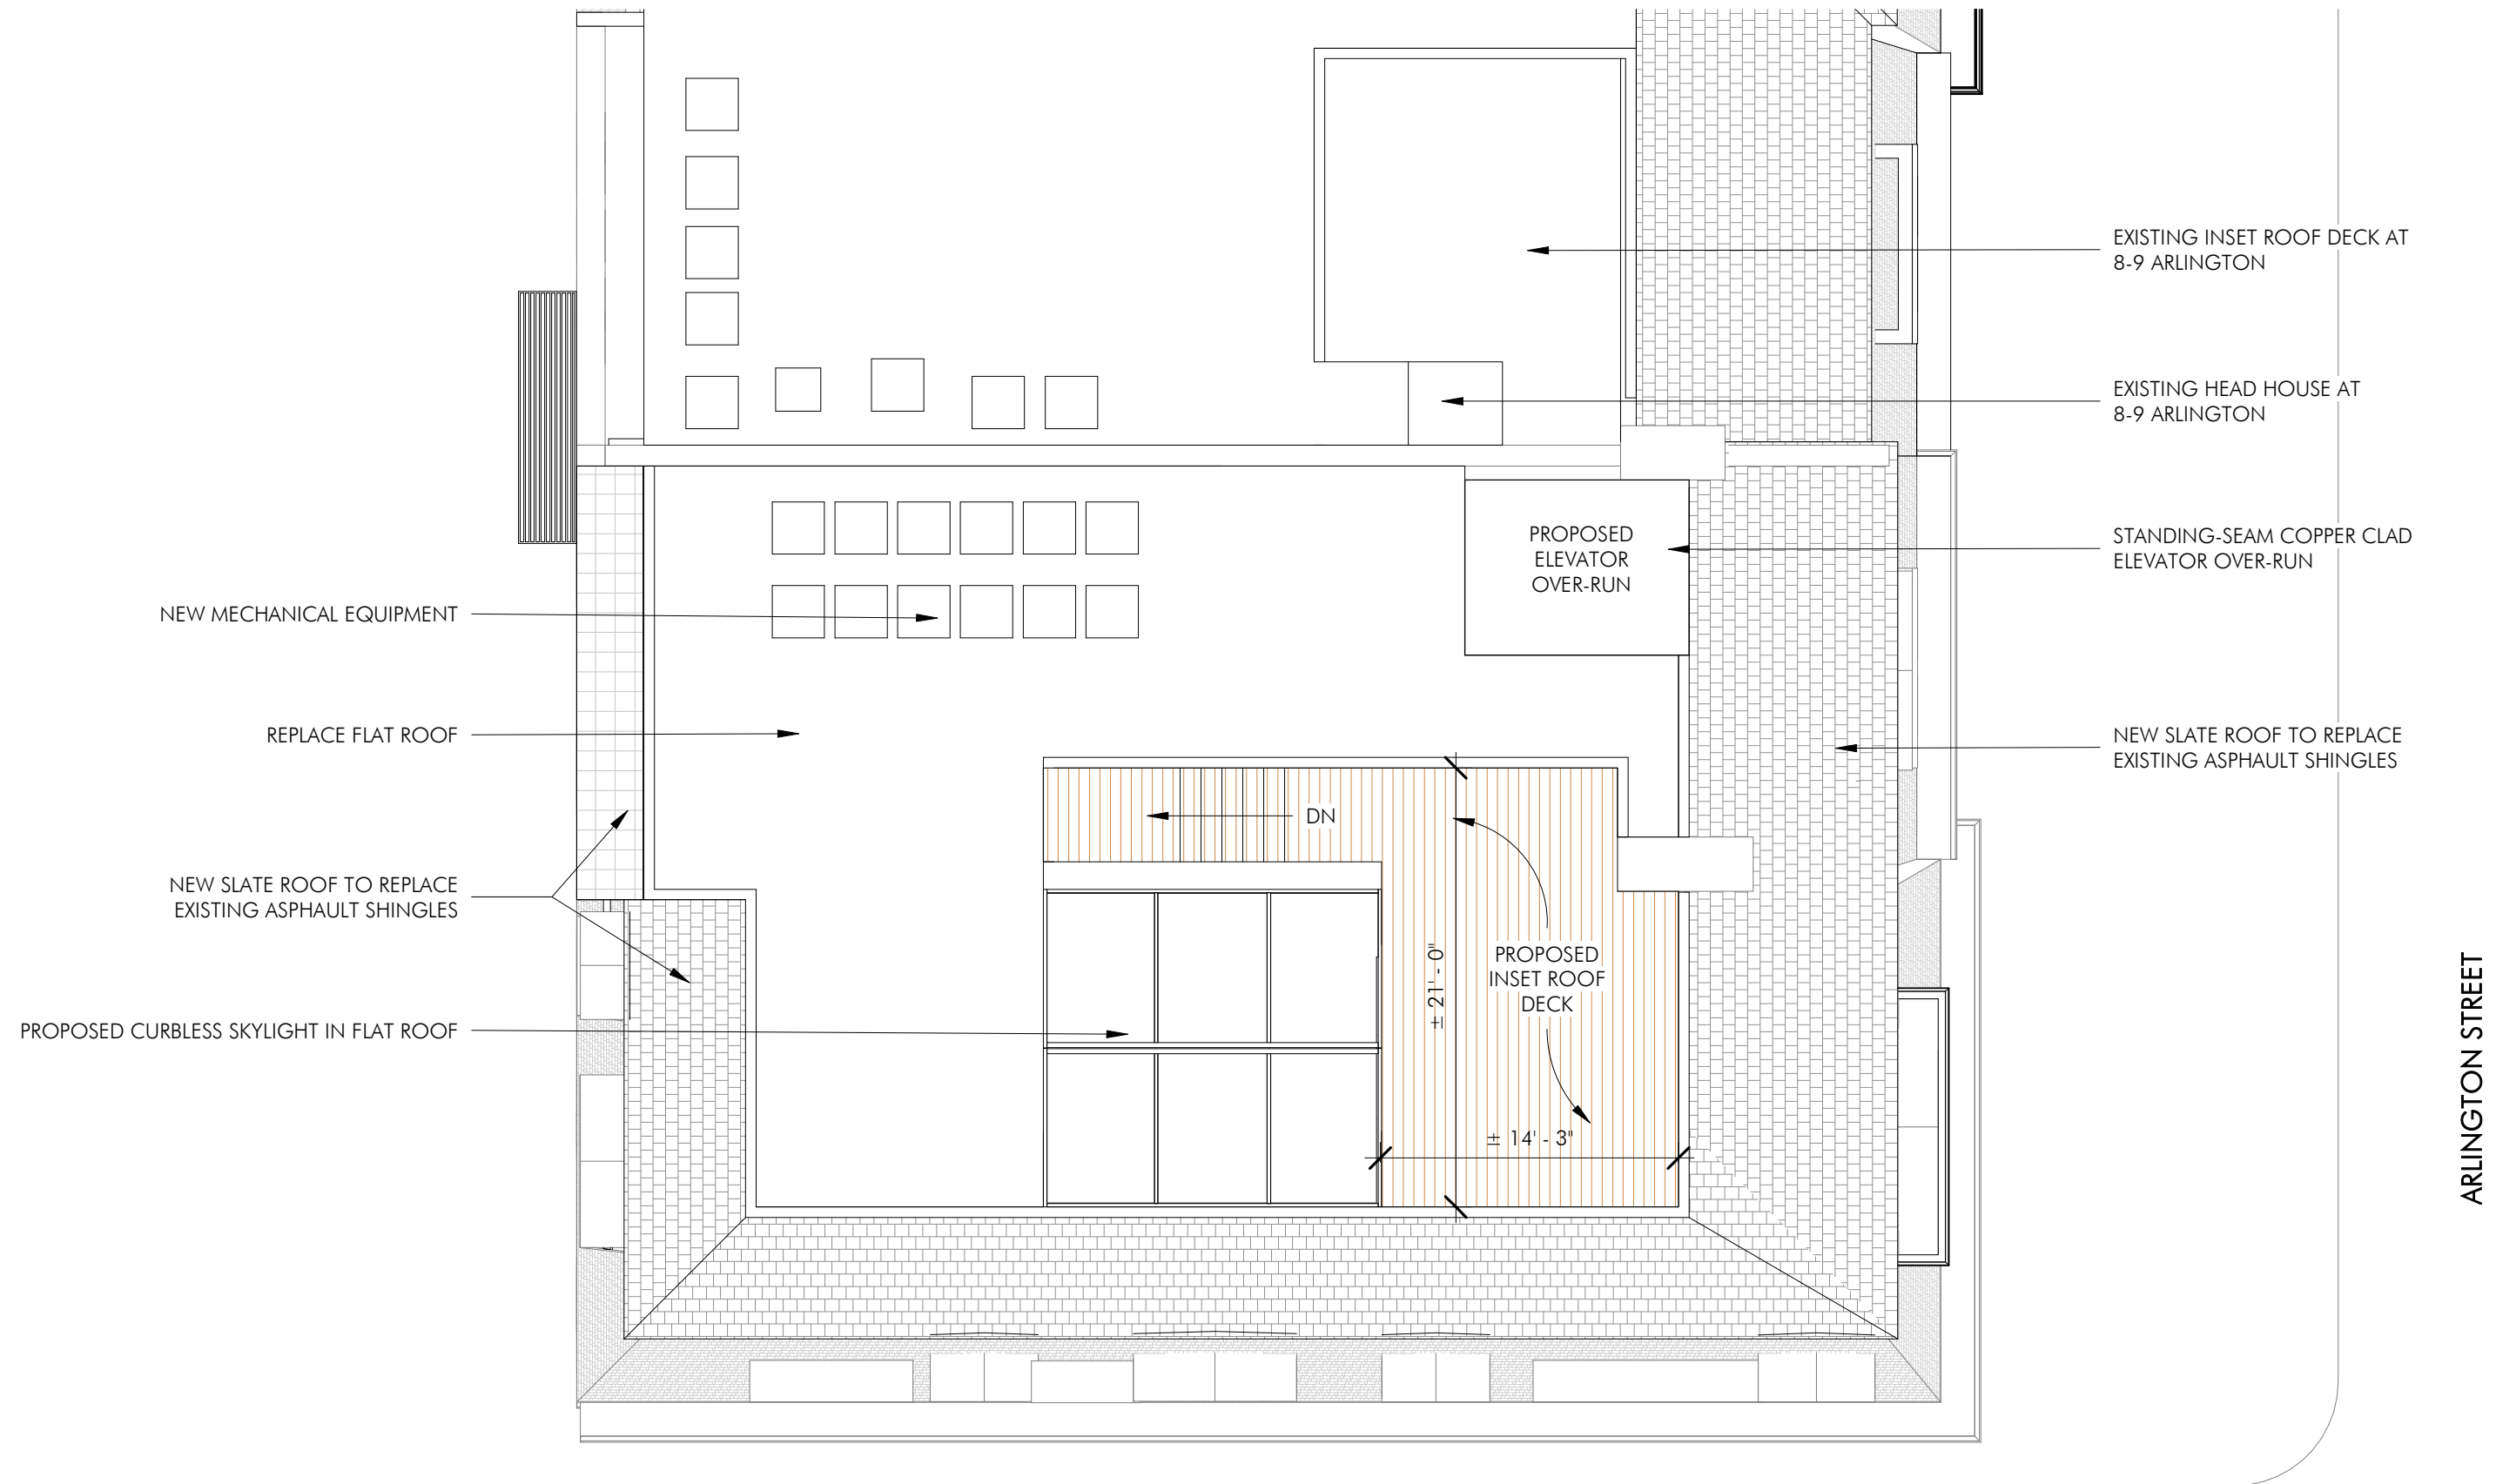 EXISTING INSET ROOF DECK AT
8-9 ARLINGTON
EXISTING HEAD HOUSE AT
8-9 ARLINGTON
PROPOSED
ELEVATOR
OVER-RUN
STANDING-SEAM COPPER CLAD
ELEVATOR OVER-RUN
NEW MECHANICAL EQUIPMENT
REPLACE FLAT ROOF
NEW SLATE ROOF TO REPLACE
EXISTING ASPHAULT SHINGLES
DN
NEW SLATE ROOF TO REPLACE
EXISTING ASPHAULT SHINGLES
± 21' - 0"
PROPOSED
INSET ROOF
DECK
PROPOSED CURBLESS SKYLIGHT IN FLAT ROOF
± 14' - 3"
ARLINGTON STREET